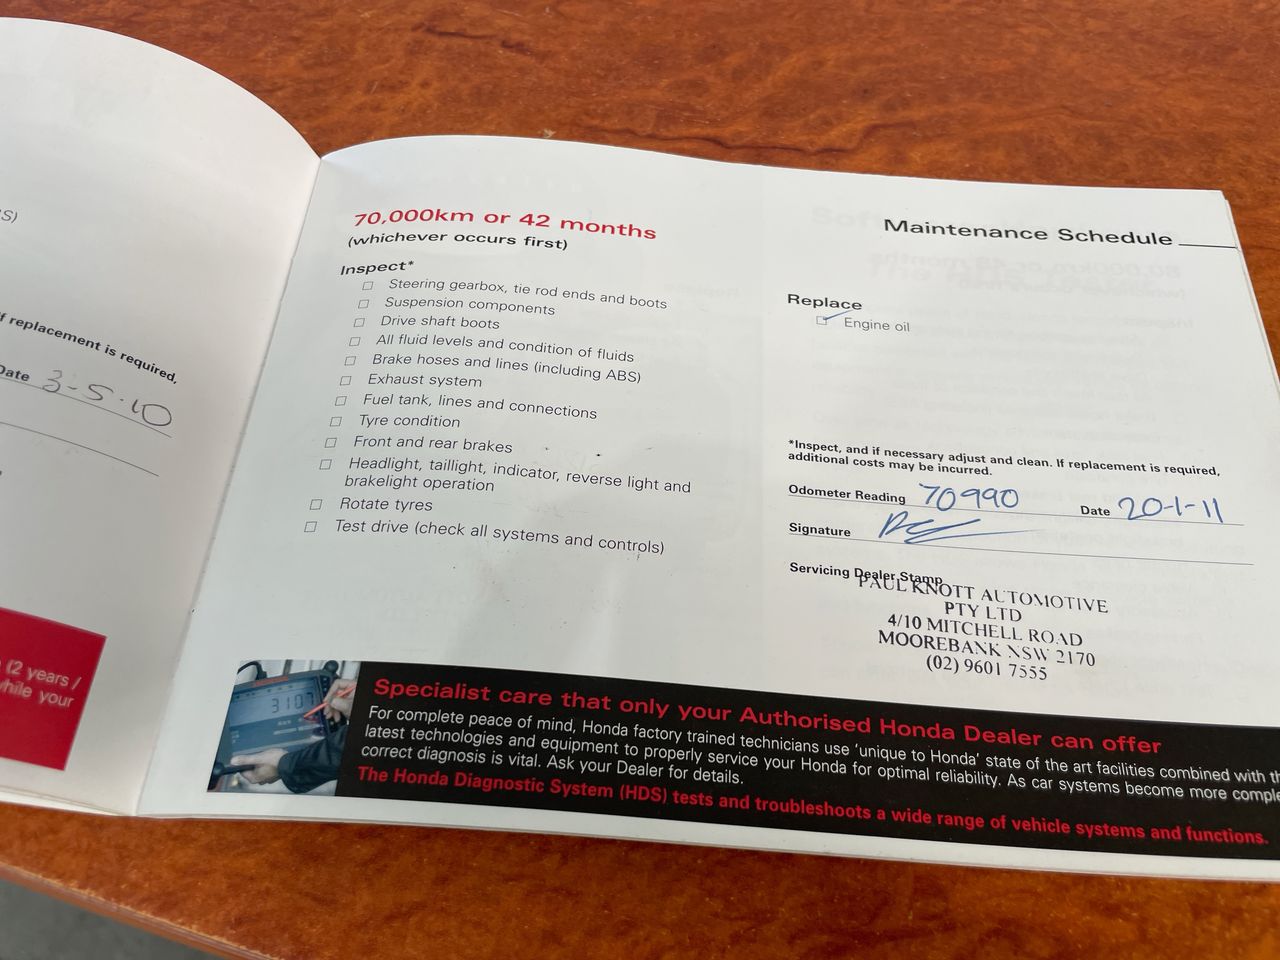 S)
f replacement is required,
Date 3-5-10
(2 years /
while your
70,000km or 42 months
(whichever occurs first)
Maintenance Schedule
Inspect*
Steering gearbox, tie rod ends and boots
Suspension components
Drive shaft boots
All fluid levels and condition of fluids
Brake hoses and lines (including ABS)
Exhaust system
Fuel tank, lines and connections
Tyre condition
Front and rear brakes
Headlight, taillight, indicator, reverse light and
brakelight operation
Rotate tyres
Test drive (check all systems and controls)
Replace
Engine oil
*Inspect, and if necessary adjust and clean. If replacement is required,
additional costs may be incurred.
Odometer Reading 70990 Date 20-1-11
Signature
Servicing Dealer Stamp
PAUL KNOTT AUTOMOTIVE
PTY LTD
4/10 MITCHELL ROAD
MOOREBANK NSW 2170
(02) 9601 7555
3107
Specialist care that only your Authorised Honda Dealer can offer
For complete peace of mind, Honda factory trained technicians use 'unique to Honda' state of the art facilities combined with th
latest technologies and equipment to properly service your Honda for optimal reliability. As car systems become more comple
correct diagnosis is vital. Ask your Dealer for details.
The Honda Diagnostic System (HDS) tests and troubleshoots a wide range of vehicle systems and functions.